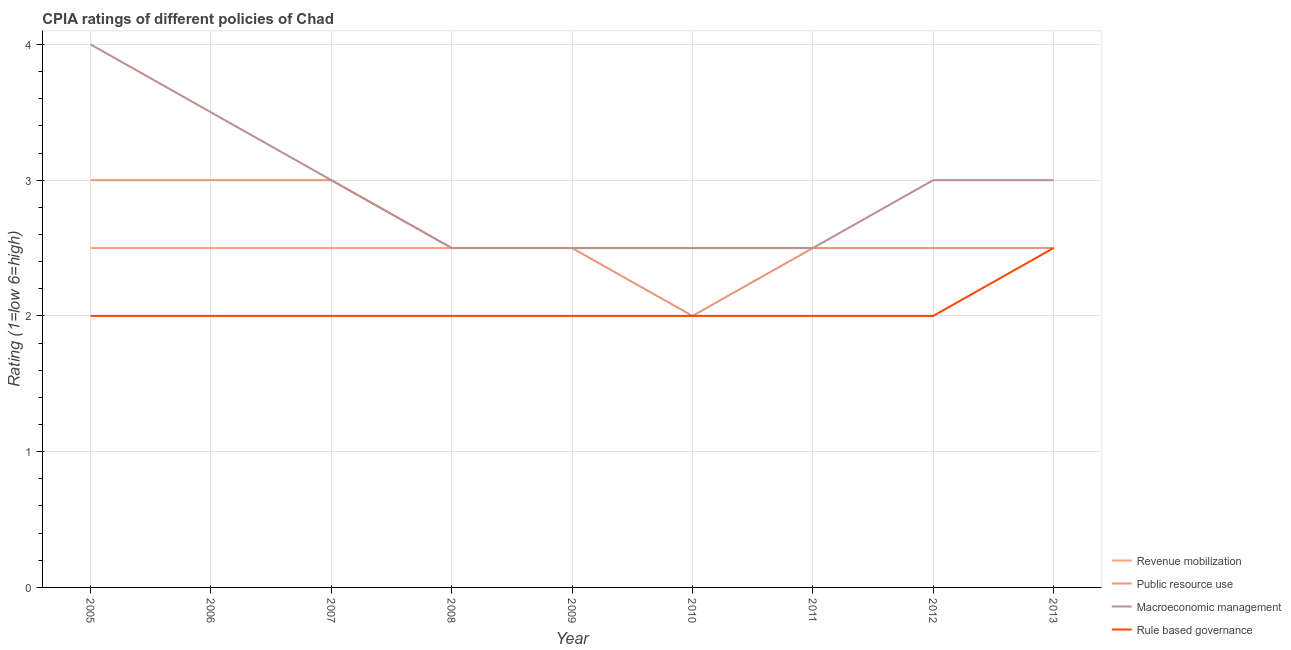 CPIA ratings of different policies of Chad
Rating (1=low 6=high)
4
3
2
1
0
2005
2006
2007
2008
2009
2010
2011
2012
2013
Year
Revenue mobilization
Public resource use
Macroeconomic management
Rule based governance